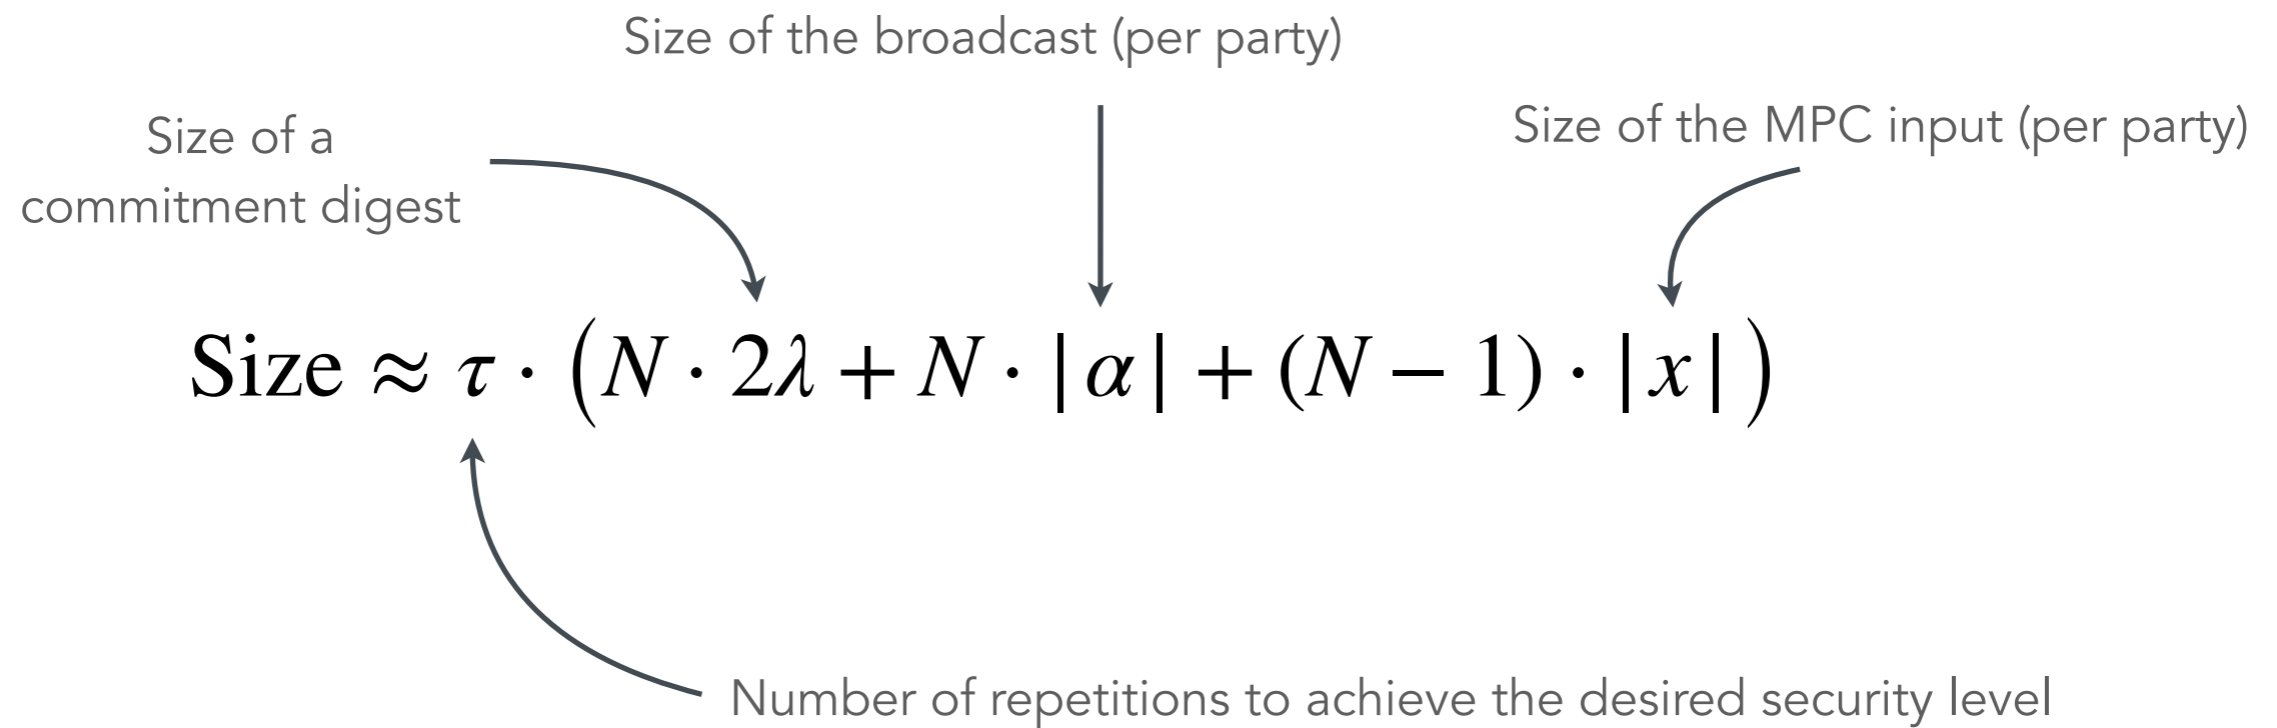 Size of the broadcast (per party)
Size of a
commitment digest
Size of the MPC input (per party)
Size ≈ τ · (N · 2λ + N · |α| + (N − 1) · |x|)
Number of repetitions to achieve the desired security level